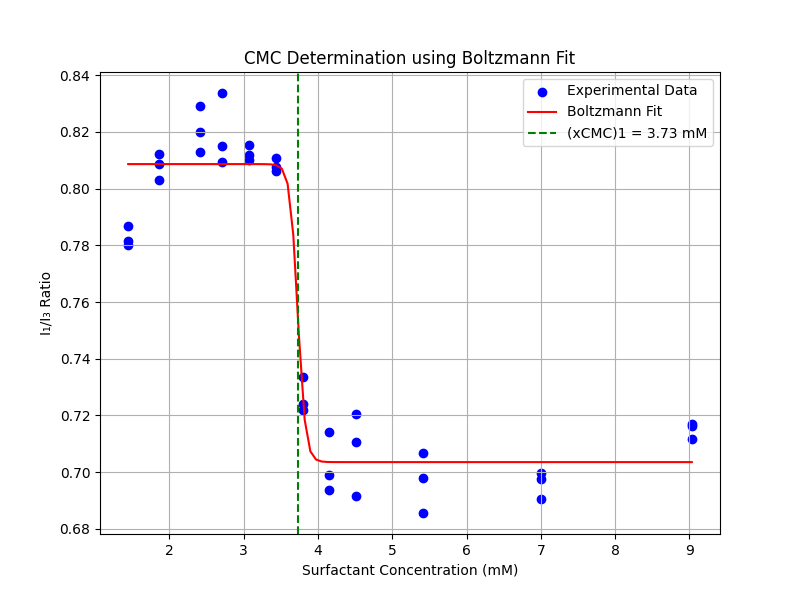 CMC Determination using Boltzmann Fit
Experimental Data
Boltzmann Fit
(xCMC)1 = 3.73 mM
0.84
0.82
0.80
0.78
0.76
0.74
0.72
0.70
0.68
I₁/I₃ Ratio
2 3 4 5 6 7 8 9
Surfactant Concentration (mM)